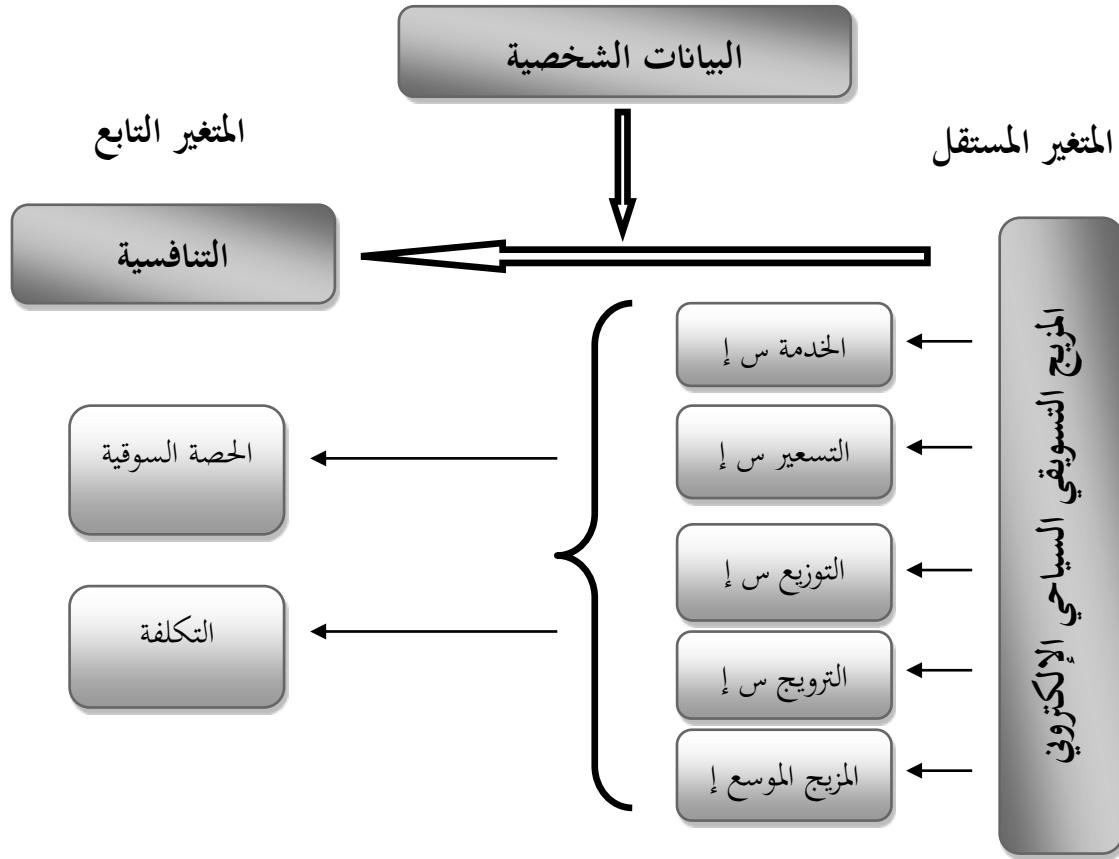 البيانات الشخصية
المتغير المستقل
المتغير التابع
التنافسية
المزيج التسويقي السياحي الإلكتروني
الخدمة س إ
التسعير س إ
التوزيع س إ
الترويج س إ
المزيج الموسع إ
الحصة السوقية
التكلفة